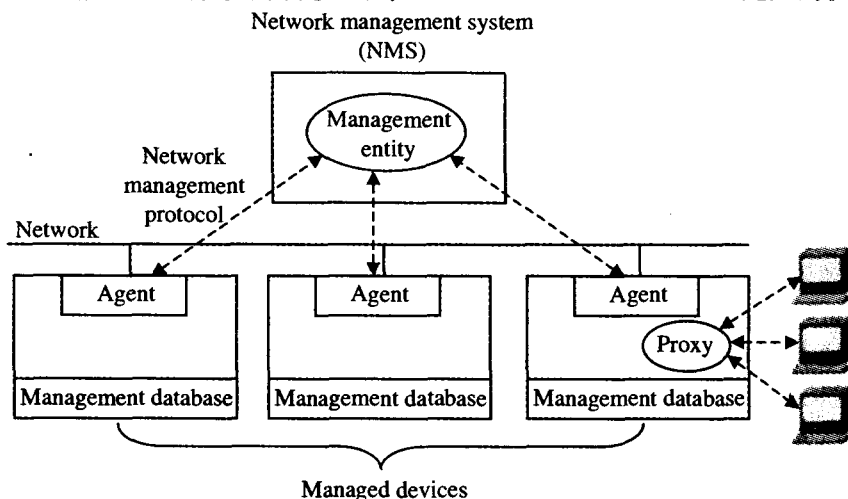 Network management system
(NMS)
Management
entity
Network
management
protocol
Network
Agent
Agent
Agent
Proxy
Management database
Management database
Management database
Managed devices